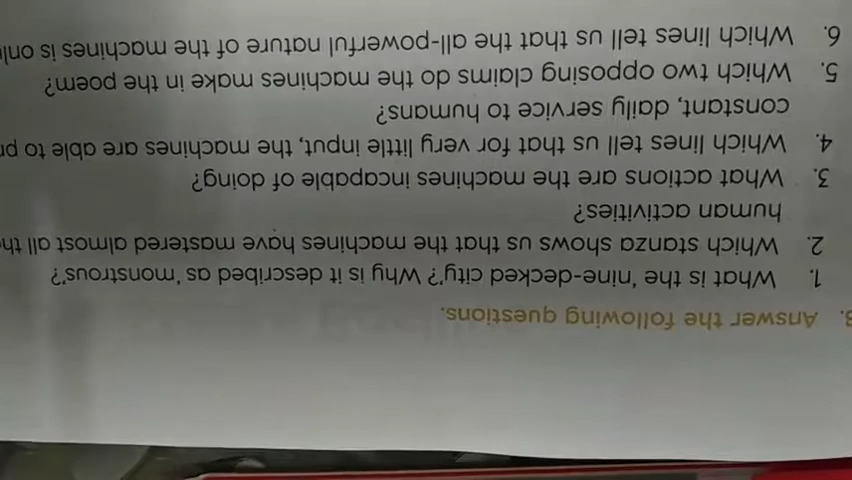 B. Answer the following questions.
1. What is the 'nine-decked city'? Why is it described as 'monstrous'?
2. Which stanza shows us that the machines have mastered almost all
human activities?
3. What actions are the machines incapable of doing?
4. Which lines tell us that for very little input, the machines are able to
constant, daily service to humans?
5. Which two opposing claims do the machines make in the poem?
6. Which lines tell us that the all-powerful nature of the machines is